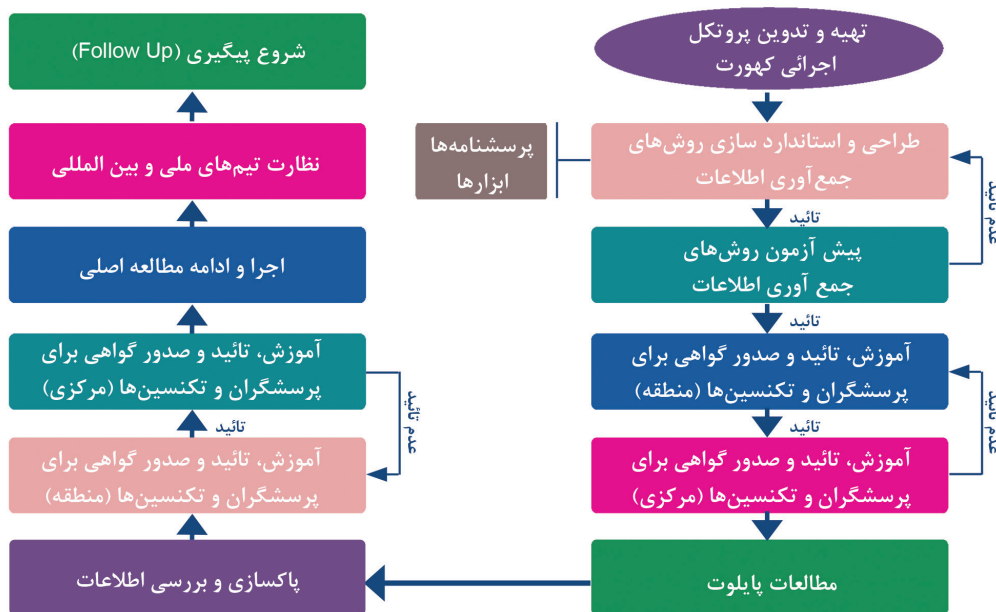 تهیه و تدوین پروتکل
اجرائی کهورت
طراحی و استاندارد سازی روش‌های
جمع‌آوری اطلاعات
پرسشنامه‌ها
ابزارها
تائید
عدم تائید
پیش آزمون روش‌های
جمع آوری اطلاعات
تائید
آموزش، تائید و صدور گواهی برای
پرسشگران و تکنسین‌ها (منطقه)
تائید
عدم تائید
آموزش، تائید و صدور گواهی برای
پرسشگران و تکنسین‌ها (مرکزی)
مطالعات پایلوت
پاکسازی و بررسی اطلاعات
آموزش، تائید و صدور گواهی برای
پرسشگران و تکنسین‌ها (منطقه)
تائید
عدم تائید
آموزش، تائید و صدور گواهی برای
پرسشگران و تکنسین‌ها (مرکزی)
اجرا و ادامه مطالعه اصلی
نظارت تیم‌های ملی و بین المللی
شروع پیگیری (Follow Up)